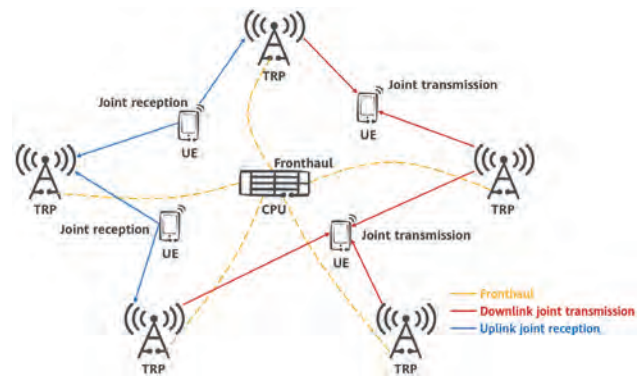 TRP
Joint transmission
Joint reception
UE
UE
Fronthaul
TRP
CPU
TRP
Joint reception
UE
Joint transmission
UE
Fronthaul
Downlink joint transmission
Uplink joint reception
TRP
TRP